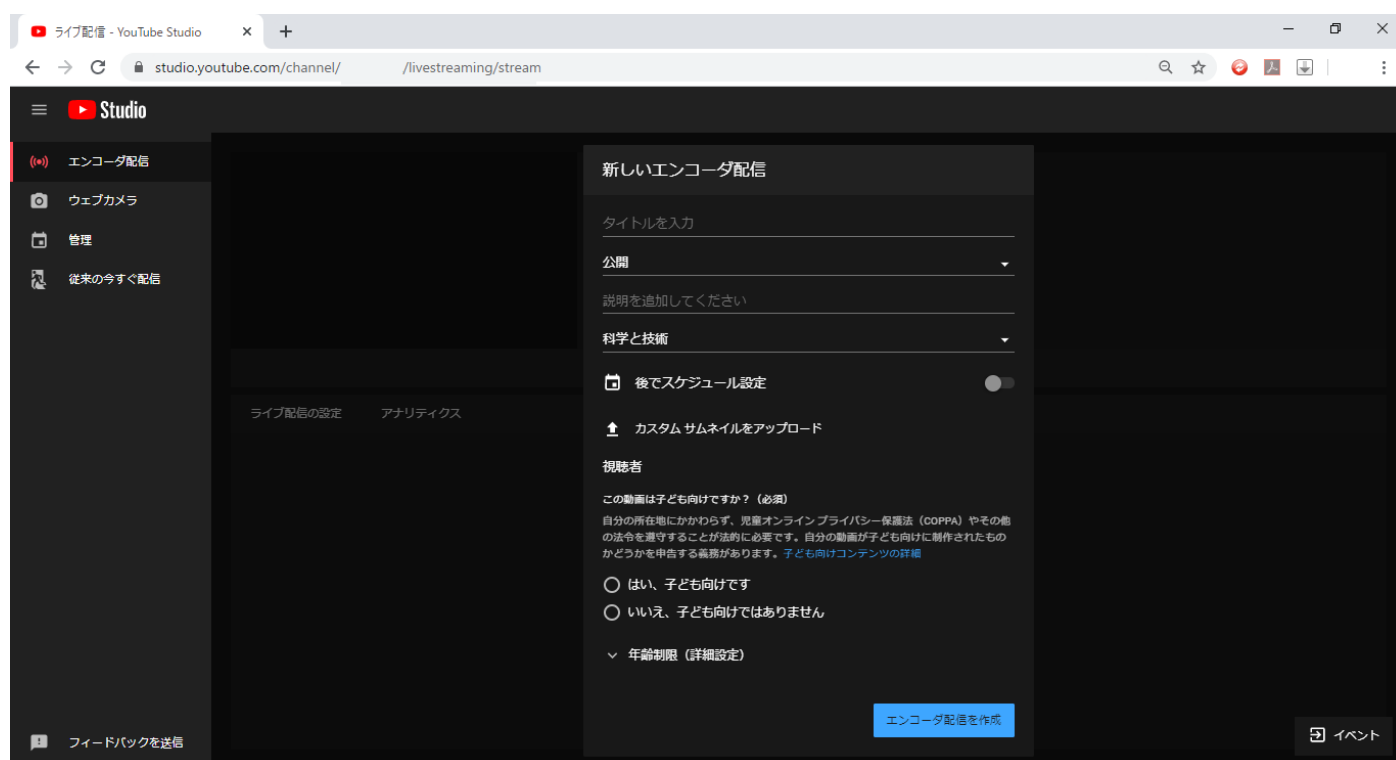 ライブ配信 - YouTube Studio
studio.youtube.com/channel/ /livestreaming/stream
Studio
エンコーダ配信
ウェブカメラ
管理
従来の今すぐ配信
フィードバックを送信
ライブ配信の設定 アナリティクス
新しいエンコーダ配信
タイトルを入力
公開
説明を追加してください
科学と技術
後でスケジュール設定
カスタム サムネイルをアップロード
視聴者
この動画は子ども向けですか？（必須）
自分の所在地にかかわらず、児童オンライン プライバシー保護法（COPPA）やその他
の法令を遵守することが法的に必要です。自分の動画が子ども向けに制作されたもの
かどうかを申告する義務があります。子ども向けコンテンツの詳細
はい、子ども向けです
いいえ、子ども向けではありません
年齢制限（詳細設定）
エンコーダ配信を作成
イベント